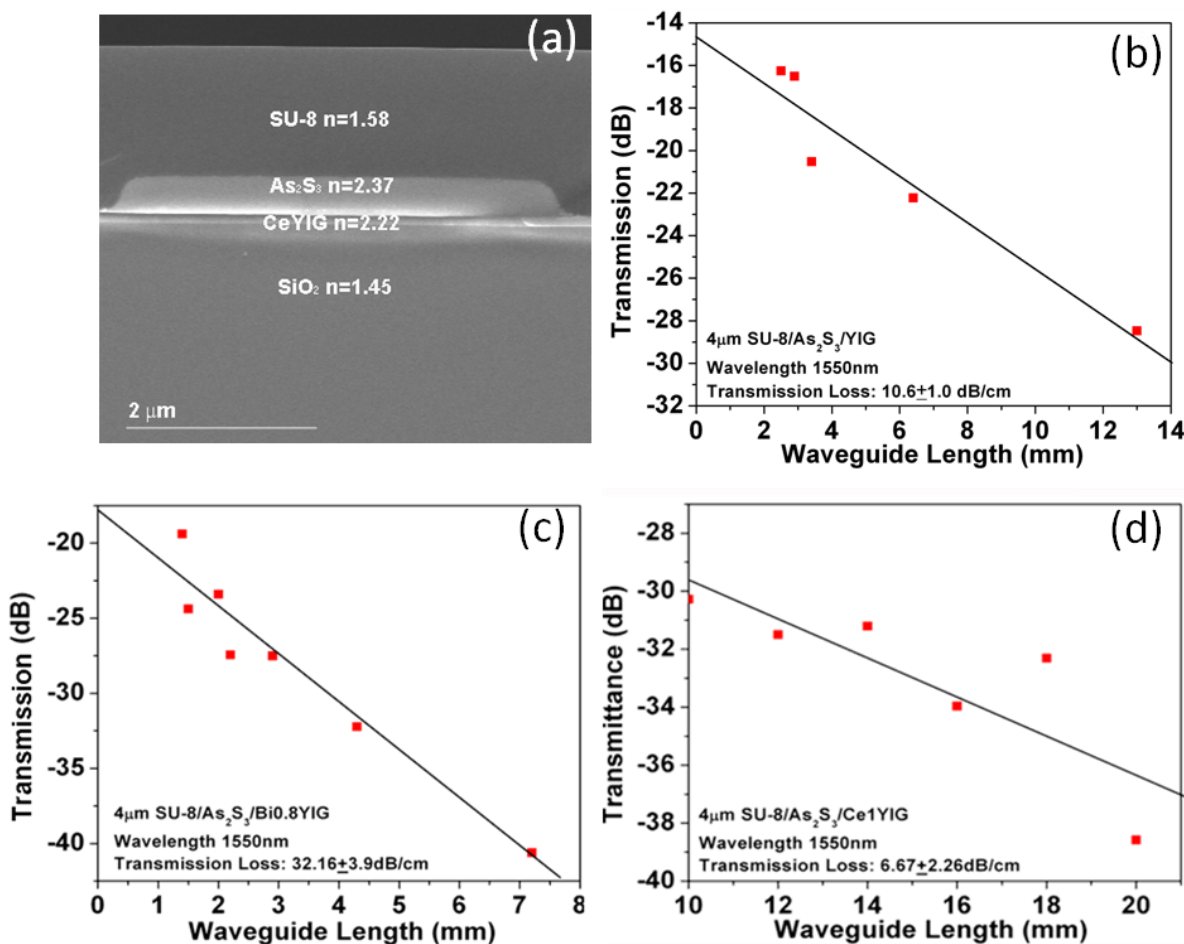 (a)
SU-8 n=1.58
As₂S₃ n=2.37
CeYIG n=2.22
SiO₂ n=1.45
2 μm
(b)
-14
-16
-18
-20
-22
-24
-26
-28
-30
-32
Transmission (dB)
4μm SU-8/As₂S₃/YIG
Wavelength 1550nm
Transmission Loss: 10.6±1.0 dB/cm
0 2 4 6 8 10 12 14
Waveguide Length (mm)
(c)
-20
-25
-30
-35
-40
Transmission (dB)
4μm SU-8/As₂S₃/Bi0.8YIG
Wavelength 1550nm
Transmission Loss: 32.16±3.9dB/cm
0 1 2 3 4 5 6 7 8
Waveguide Length (mm)
(d)
-28
-30
-32
-34
-36
-38
-40
Transmittance (dB)
4μm SU-8/As₂S₃/Ce1YIG
Wavelength 1550nm
Transmission Loss: 6.67±2.26dB/cm
10 12 14 16 18 20
Waveguide Length (mm)